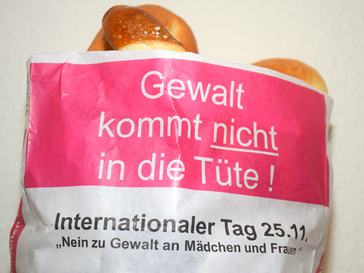 Gewalt
kommt nicht
in die Tüte !
Internationaler Tag 25.11.
„Nein zu Gewalt an Mädchen und Frauen“